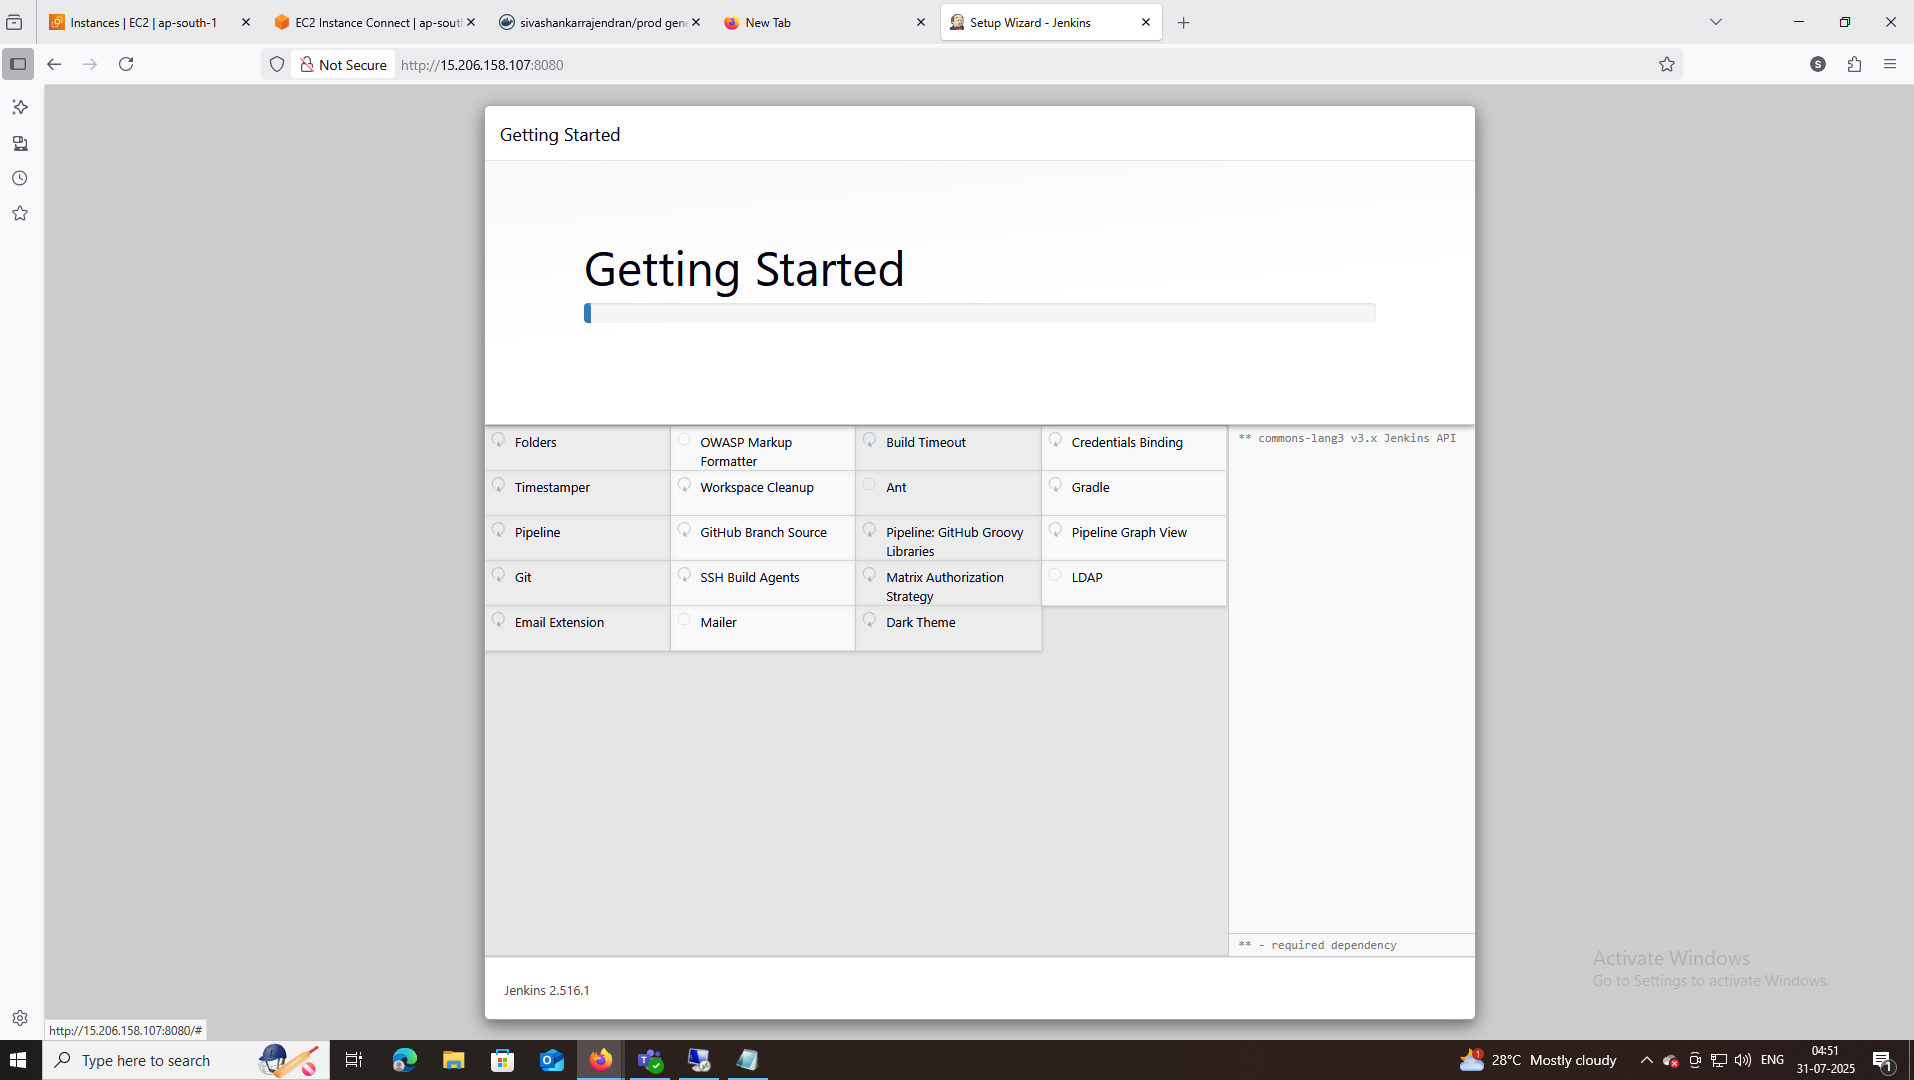 Instances | EC2 | ap-south-1
EC2 Instance Connect | ap-sout
sivashankarrajendran/prod gene
New Tab
Setup Wizard - Jenkins
Not Secure
http://15.206.158.107:8080
Getting Started
Getting Started
Folders
OWASP Markup
Formatter
Build Timeout
Credentials Binding
** commons-lang3 v3.x Jenkins API
Timestamper
Workspace Cleanup
Ant
Gradle
Pipeline
GitHub Branch Source
Pipeline: GitHub Groovy
Libraries
Pipeline Graph View
Git
SSH Build Agents
Matrix Authorization
Strategy
LDAP
Email Extension
Mailer
Dark Theme
** - required dependency
Activate Windows
Go to Settings to activate Windows.
Jenkins 2.516.1
http://15.206.158.107:8080/#
Type here to search
1
28°C Mostly cloudy
ENG
04:51
31-07-2025
1
S